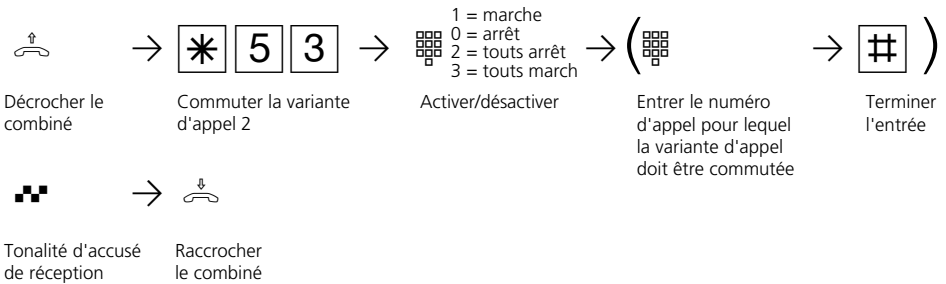 1 = marche
0 = arrêt
2 = touts arrêt
3 = touts march
* 5 3
( # )
Décrocher le
combiné
Commuter la variante
d'appel 2
Activer/désactiver
Entrer le numéro
d'appel pour lequel
la variante d'appel
doit être commutée
Terminer
l'entrée
Tonalité d'accusé
de réception
Raccrocher
le combiné